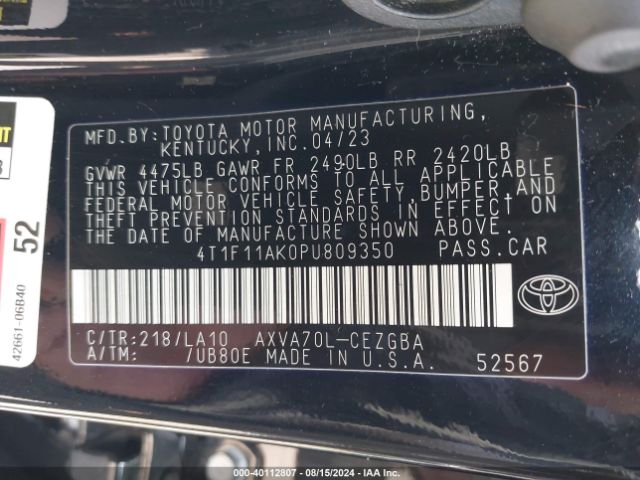 MFD.BY:TOYOTA MOTOR MANUFACTURING,
KENTUCKY,INC.04/23
GVWR 4475LB GAWR FR 2490LB RR 2420LB
THIS VEHICLE CONFORMS TO ALL APPLICABLE
FEDERAL MOTOR VEHICLE SAFETY,BUMPER,AND
THEFT PREVENTION STANDARDS IN EFFECT ON
THE DATE OF MANUFACTURE SHOWN ABOVE.
4T1F11AK0PU809350 PASS.CAR
C/TR:218/LA10 AXVA70L-CEZGBA
A/TM: /UB80E MADE IN U.S.A. 52567
52
42661-06B40
000-40112807 - 08/15/2024 - IAA Inc.